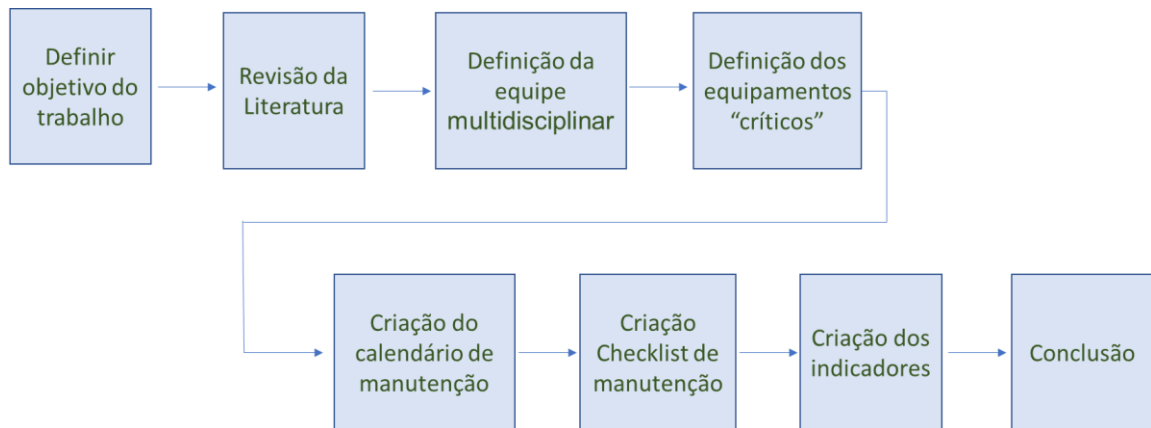 Definir
objetivo do
trabalho
Revisão da
Literatura
Definição da
equipe
multidisciplinar
Definição dos
equipamentos
“críticos”
Criação do
calendário de
manutenção
Criação
Checklist de
manutenção
Criação dos
indicadores
Conclusão